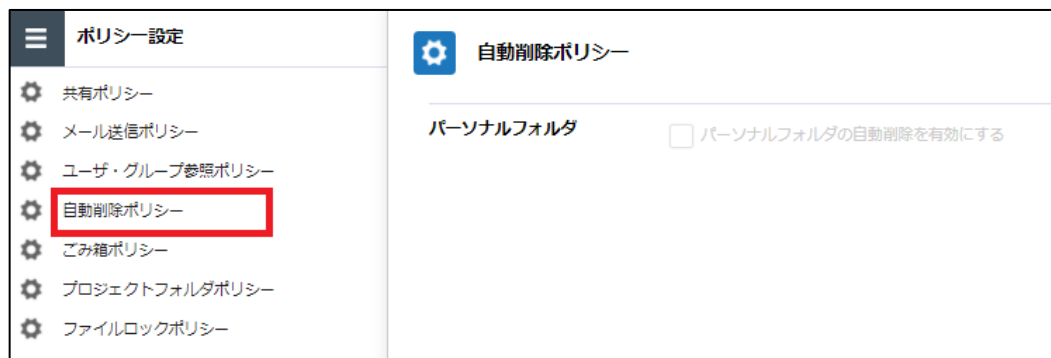 ポリシー設定
共有ポリシー
メール送信ポリシー
ユーザ・グループ参照ポリシー
自動削除ポリシー
ごみ箱ポリシー
プロジェクトフォルダポリシー
ファイルロックポリシー
自動削除ポリシー
パーソナルフォルダ
パーソナルフォルダの自動削除を有効にする